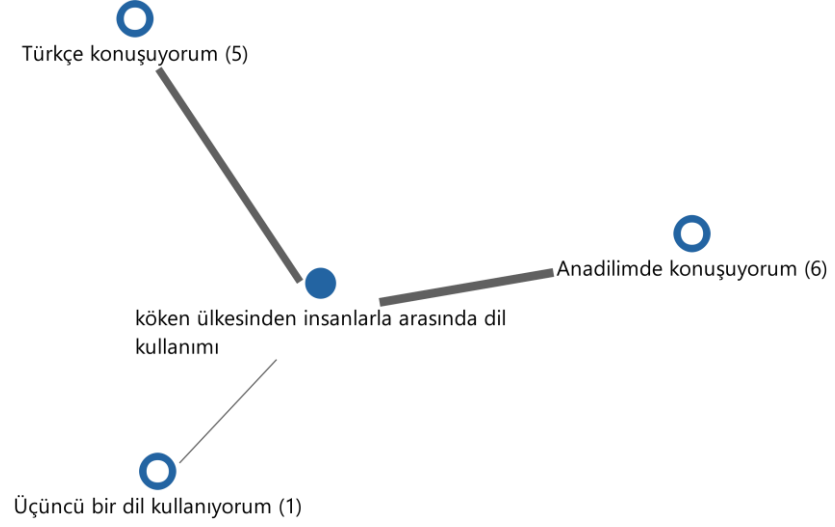 Türkçe konuşuyorum (5)
Anadilimde konuşuyorum (6)
köken ülkesinden insanlarla arasında dil
kullanımı
Üçüncü bir dil kullanıyorum (1)